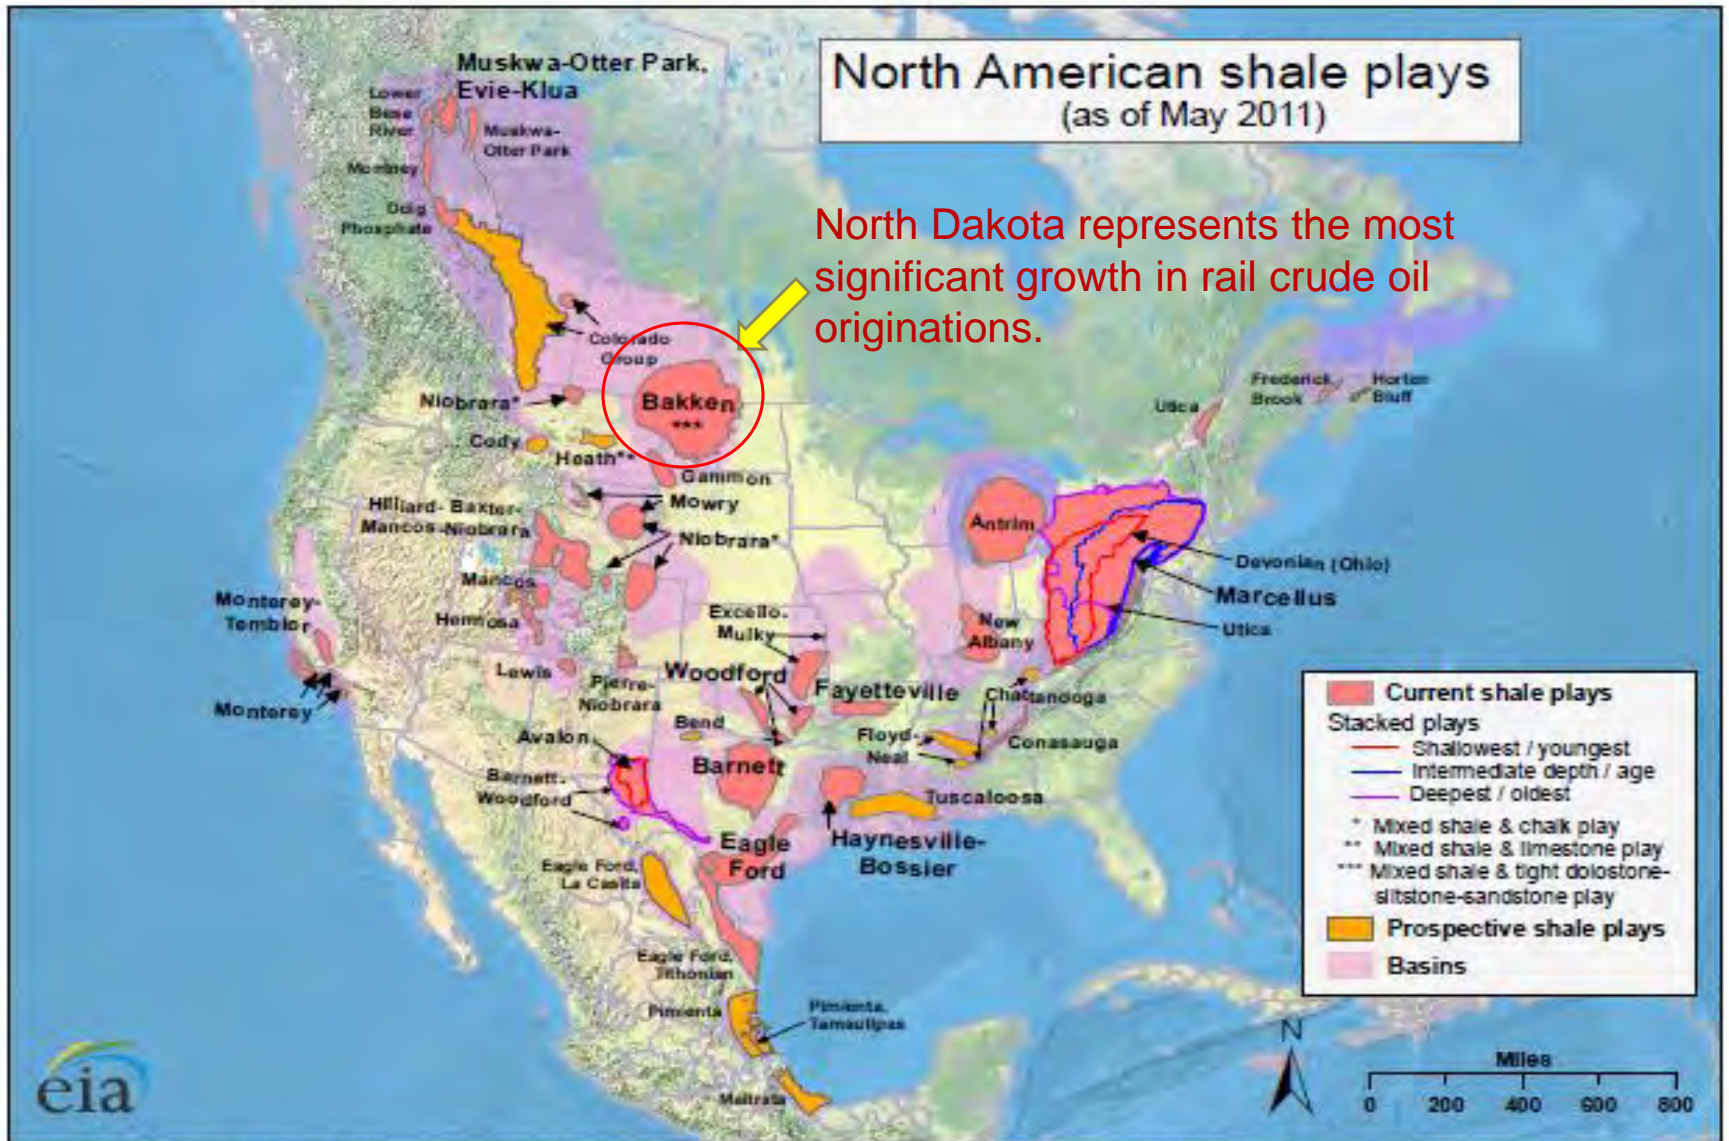 North American shale plays
(as of May 2011)
North Dakota represents the most
significant growth in rail crude oil
originations.
Muskwa-Otter Park,
Evie-Klua
Lower
Besa
River
Muskwa-
Otter Park
Montney
Doig
Phosphate
Colorado
Group
Bakken
***
Niobrara*
Cody
Heath**
Gammon
Mowry
Niobrara*
Hilliard-Baxter-
Mancos-Niobrara
Mancos
Hermosa
Lewis
Pierre-
Niobrara
Monterey-
Temblor
Monterey
Excello-
Mulky
Woodford
Fayetteville
Bend
Avalon
Barnett-
Woodford
Barnett
Eagle
Ford
Haynesville-
Bossier
Tuscaloosa
Floyd-
Neal
Conasauga
Chattanooga
New
Albany
Antrim
Devonian (Ohio)
Marcellus
Utica
Utica
Frederick
Brook
Horton
Bluff
Eagle Ford,
La Casita
Eagle Ford,
Tithonian
Pimienta
Pimienta,
Tamaulipas
Maltrata
Current shale plays
Stacked plays
Shallowest / youngest
Intermediate depth / age
Deepest / oldest
* Mixed shale & chalk play
** Mixed shale & limestone play
*** Mixed shale & tight dolostone-
siltstone-sandstone play
Prospective shale plays
Basins
eia
N
Miles
0 200 400 600 800